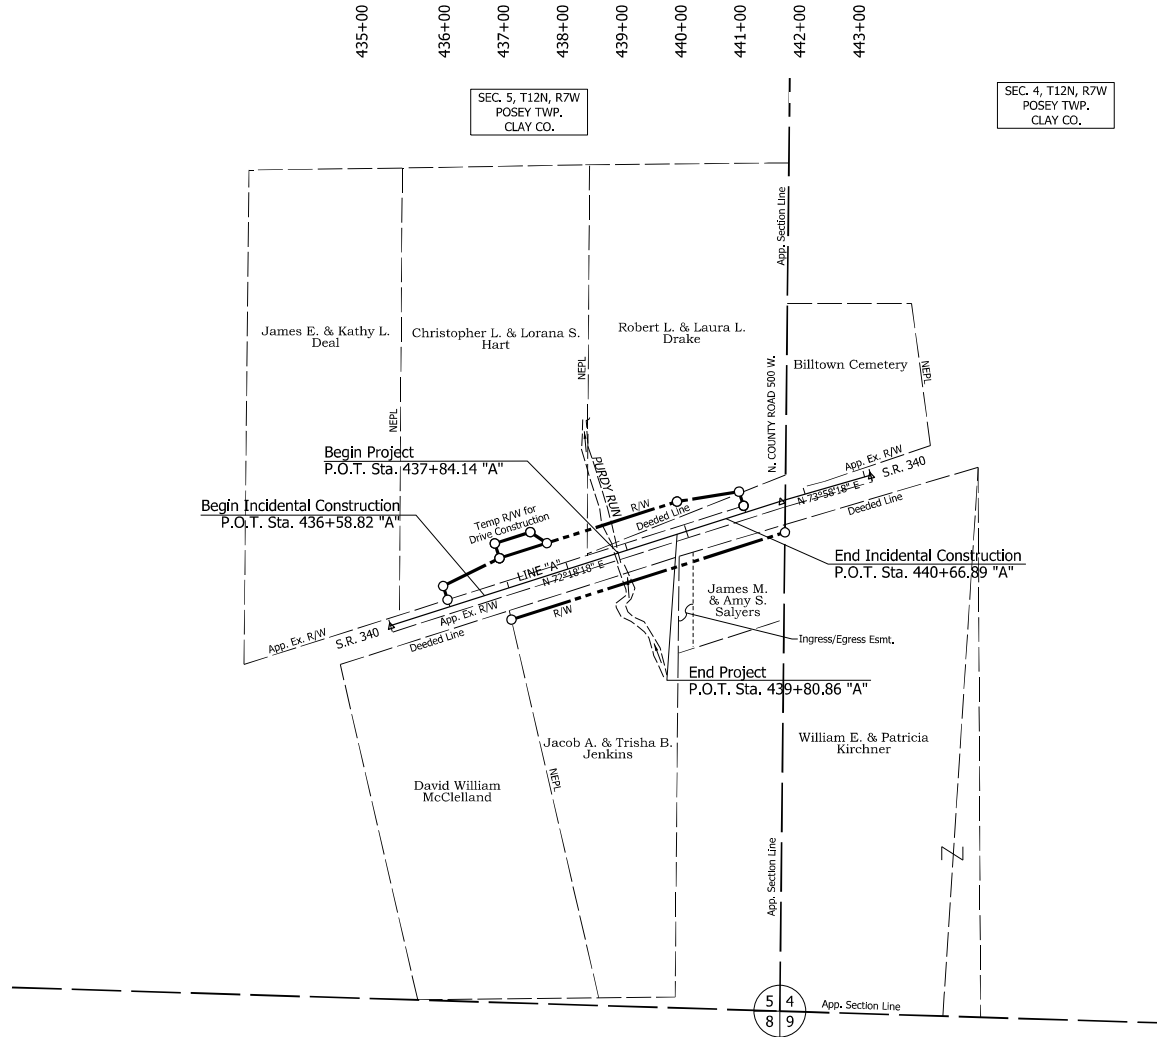 435+00
436+00
437+00
438+00
439+00
440+00
441+00
442+00
443+00
SEC. 5, T12N, R7W
POSEY TWP.
CLAY CO.
SEC. 4, T12N, R7W
POSEY TWP.
CLAY CO.
App. Section Line
James E. & Kathy L.
Deal
Christopher L. & Lorana S.
Hart
Robert L. & Laura L.
Drake
Billtown Cemetery
NEPL
NEPL
NEPL
N. COUNTY ROAD 500 W.
Begin Project
P.O.T. Sta. 437+84.14 "A"
PURDY RUN
App. Ex. R/W
S.R. 340
N 73°58'18" E
Deeded Line
Begin Incidental Construction
P.O.T. Sta. 436+58.82 "A"
Temp R/W for
Drive Construction
R/W
Deeded Line
LINE "A"
N 72°18'18" E
End Incidental Construction
P.O.T. Sta. 440+66.89 "A"
App. Ex. R/W
S.R. 340
App. Ex. R/W
Deeded Line
R/W
James M.
& Amy S.
Salyers
Ingress/Egress Esmt.
End Project
P.O.T. Sta. 439+80.86 "A"
Jacob A. & Trisha B.
Jenkins
William E. & Patricia
Kirchner
NEPL
David William
McClelland
App. Section Line
5 4
8 9
App. Section Line